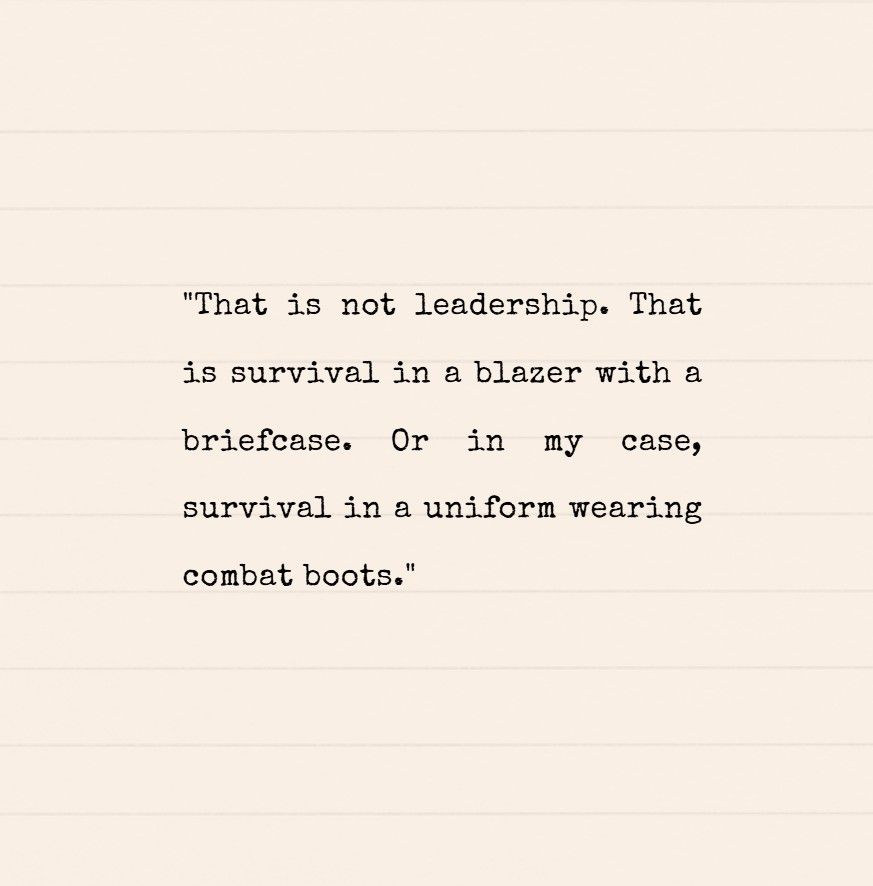 "That is not leadership. That
is survival in a blazer with a
briefcase. Or in my case,
survival in a uniform wearing
combat boots."